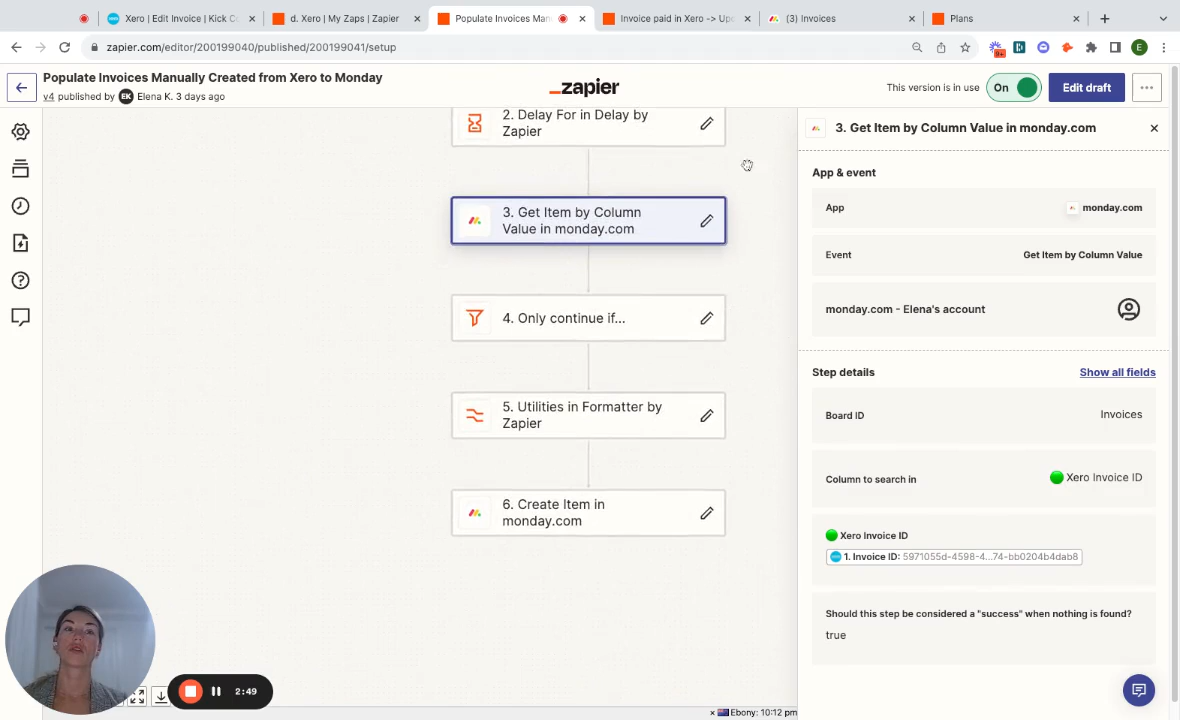 Xero | Edit Invoice | Kick Co
d. Xero | My Zaps | Zapier
Populate Invoices Man
Invoice paid in Xero -> Upd
(3) Invoices
Plans
zapier.com/editor/200199040/published/200199041/setup
9+
E
Populate Invoices Manually Created from Xero to Monday
v4 published by EK Elena K. 3 days ago
zapier
This version is in use
On
Edit draft
2. Delay For in Delay by
Zapier
3. Get Item by Column
Value in monday.com
4. Only continue if...
5. Utilities in Formatter by
Zapier
6. Create Item in
monday.com
3. Get Item by Column Value in monday.com
App & event
App
monday.com
Event
Get Item by Column Value
monday.com - Elena's account
Step details
Show all fields
Board ID
Invoices
Column to search in
Xero Invoice ID
Xero Invoice ID
1. Invoice ID: 5971055d-4598-4...74-bb0204b4dab8
Should this step be considered a "success" when nothing is found?
true
2:49
Ebony: 10:12 pm